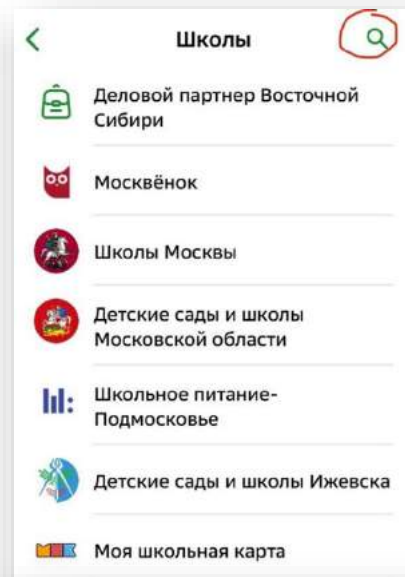 Школы
Деловой партнер Восточной
Сибири
Москвёнок
Школы Москвы
Детские сады и школы
Московской области
Школьное питание-
Подмосковье
Детские сады и школы Ижевска
Моя школьная карта